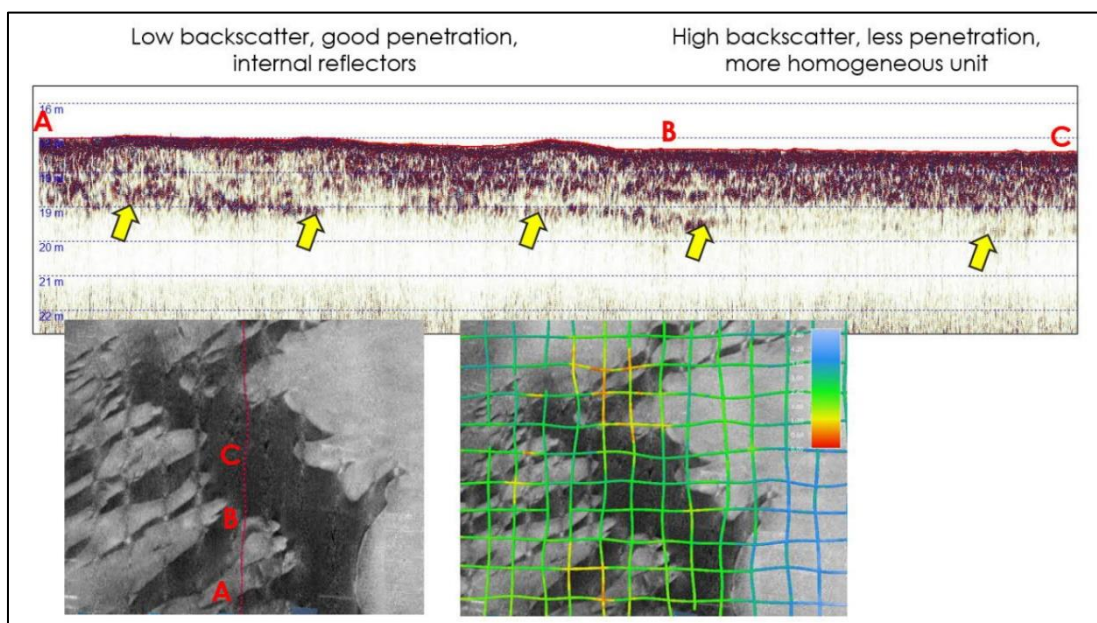 Low backscatter, good penetration,
internal reflectors
High backscatter, less penetration,
more homogeneous unit
16 m
A
B
C
19 m
20 m
21 m
22 m
C
B
A